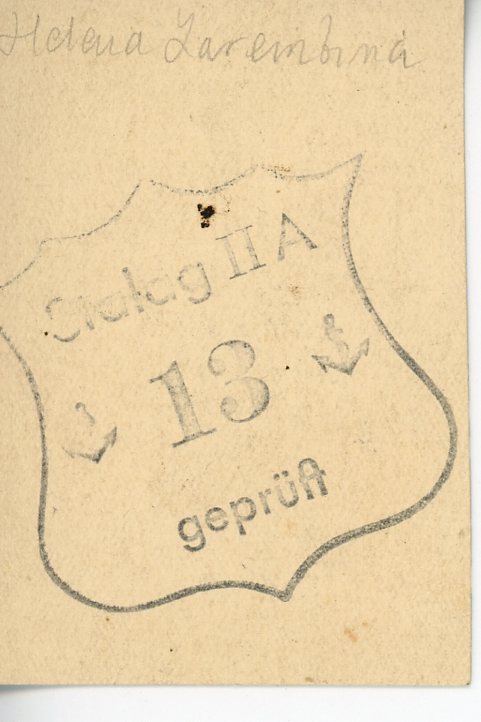 Helena Zarembina
Stalag II A
13
geprüft